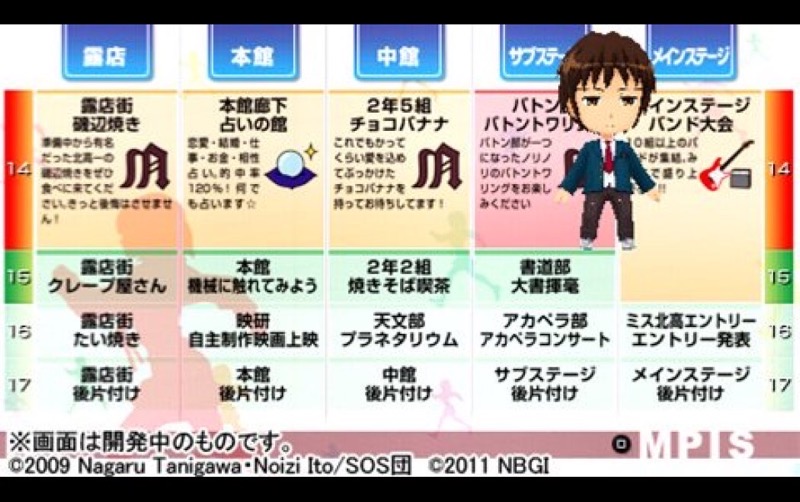 露店
本館
中館
サブステー
メインステージ
14
露店街
磯辺焼き
準備中から有名
だった北高一の
磯辺焼きをぜひ
食べに来てくだ
さい。きっと後悔はさせませ
ん!
本館廊下
占いの館
恋愛・結婚・仕
事・お金・相性
占い。的中率
120%!何で
も占います☆
2年5組
チョコバナナ
これでもかって
くらい愛を込め
てぶっかけた
チョコバナナを
持ってお待ちしてます!
バトン
バトントワリ
バトン部が一つ
になったノリノ
リのバトントワ
リングをお楽し
みください
インステージ
バンド大会
10組以上のバ
ドが集結。み
で盛り上
!!
14
15
露店街
クレープ屋さん
本館
機械に触れてみよう
2年2組
焼きそば喫茶
書道部
大書揮毫
15
16
露店街
たい焼き
映研
自主制作映画上映
天文部
プラネタリウム
アカペラ部
アカペラコンサート
ミス北高エントリー
エントリー発表
16
17
露店街
後片付け
本館
後片付け
中館
後片付け
サブステージ
後片付け
メインステージ
後片付け
17
※画面は開発中のものです。
©2009 Nagaru Tanigawa・Noizi Ito/SOS団 ©2011 NBGI